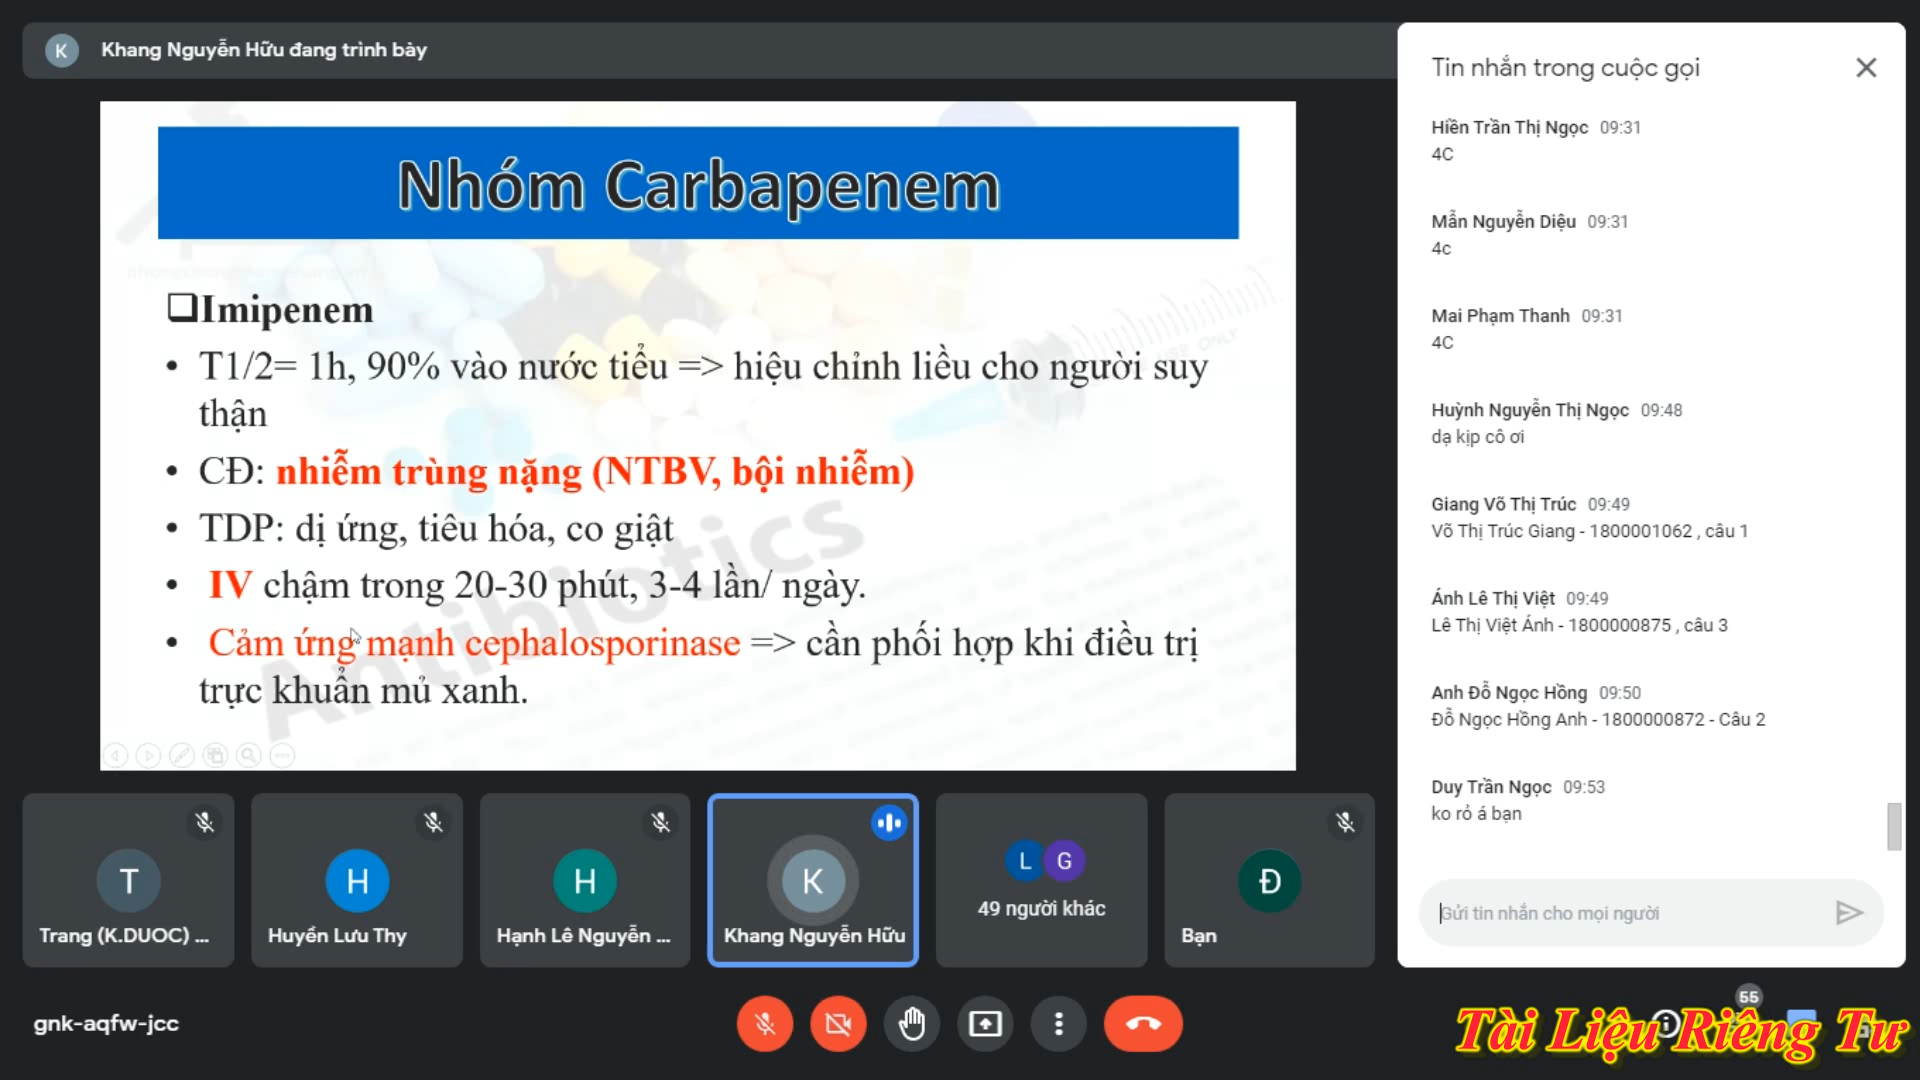 K
Khang Nguyễn Hữu đang trình bày
Nhóm Carbapenem
❑Imipenem
• T1/2= 1h, 90% vào nước tiểu => hiệu chỉnh liều cho người suy
thận
• CĐ: nhiễm trùng nặng (NTBV, bội nhiễm)
• TDP: dị ứng, tiêu hóa, co giật
• IV chậm trong 20-30 phút, 3-4 lần/ ngày.
• Cảm ứng mạnh cephalosporinase => cần phối hợp khi điều trị
trực khuẩn mủ xanh.
Antibiotics
Tin nhắn trong cuộc gọi
Hiền Trần Thị Ngọc 09:31
4C
Mẫn Nguyễn Diệu 09:31
4c
Mai Phạm Thanh 09:31
4C
Huỳnh Nguyễn Thị Ngọc 09:48
dạ kịp cô ơi
Giang Võ Thị Trúc 09:49
Võ Thị Trúc Giang - 1800001062 , câu 1
Ánh Lê Thị Việt 09:49
Lê Thị Việt Ánh - 1800000875 , câu 3
Anh Đỗ Ngọc Hồng 09:50
Đỗ Ngọc Hồng Anh - 1800000872 - Câu 2
Duy Trần Ngọc 09:53
ko rỏ á bạn
Gửi tin nhắn cho mọi người
T
Trang (K.DUOC) ...
H
Huyền Lưu Thy
H
Hạnh Lê Nguyễn ...
K
Khang Nguyễn Hữu
L G
49 người khác
Đ
Bạn
gnk-aqfw-jcc
55
Tài Liệu Riêng Tư